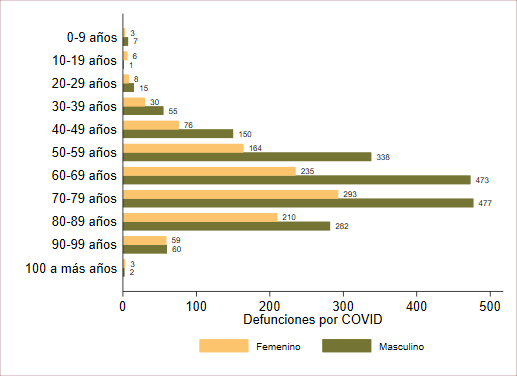 0-9 años
3
7
10-19 años
6
1
20-29 años
8
15
30-39 años
30
55
40-49 años
76
150
50-59 años
164
338
60-69 años
235
473
70-79 años
293
477
80-89 años
210
282
90-99 años
59
60
100 a más años
3
2
0 100 200 300 400 500
Defunciones por COVID
Femenino Masculino